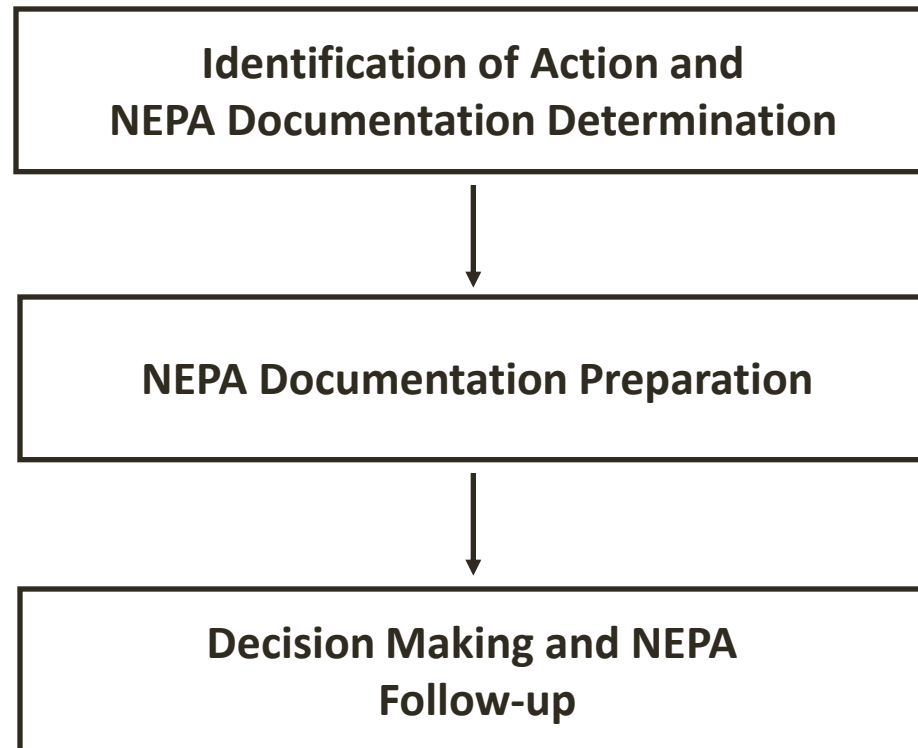 Identification of Action and
NEPA Documentation Determination
NEPA Documentation Preparation
Decision Making and NEPA
Follow-up